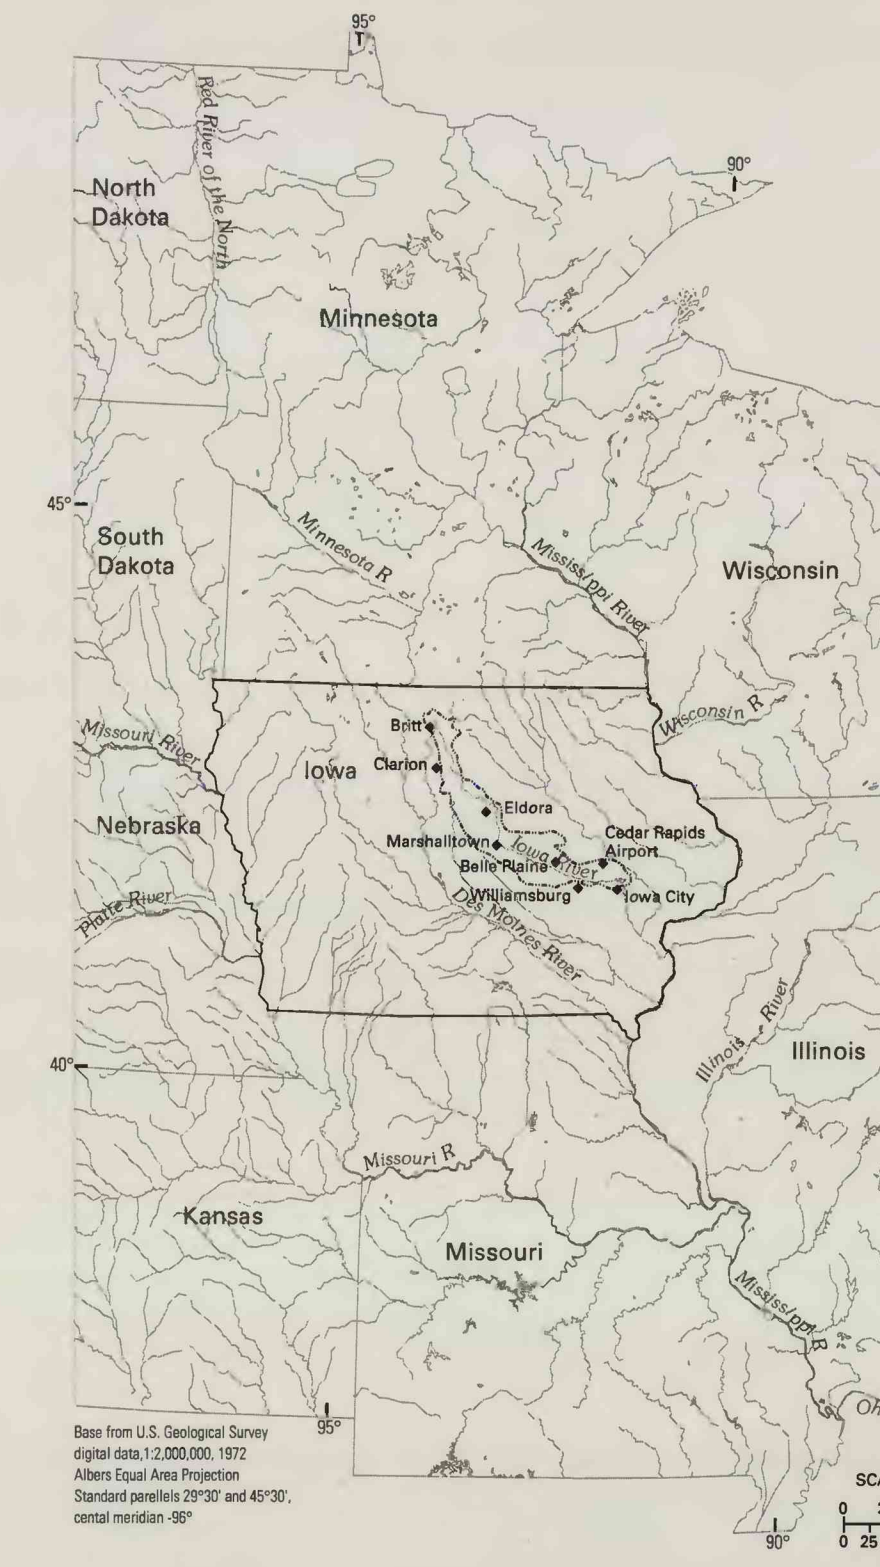 95°
Red River of the North
90°
North
Dakota
Minnesota
45°
South
Dakota
Minnesota R
Mississippi River
Wisconsin
Wisconsin R
Britt
Missouri River
Clarion
Iowa
Eldora
Nebraska
Marshalltown
Iowa River
Cedar Rapids
Airport
Belle Plaine
Williamsburg
Iowa City
Platte River
Des Moines River
Illinois River
Illinois
40°
Missouri R
Kansas
Missouri
Mississippi R
Oh
95°
Base from U.S. Geological Survey
digital data,1:2,000,000, 1972
Albers Equal Area Projection
Standard parellels 29°30' and 45°30',
cental meridian -96°
90°
SCA
0
0 25